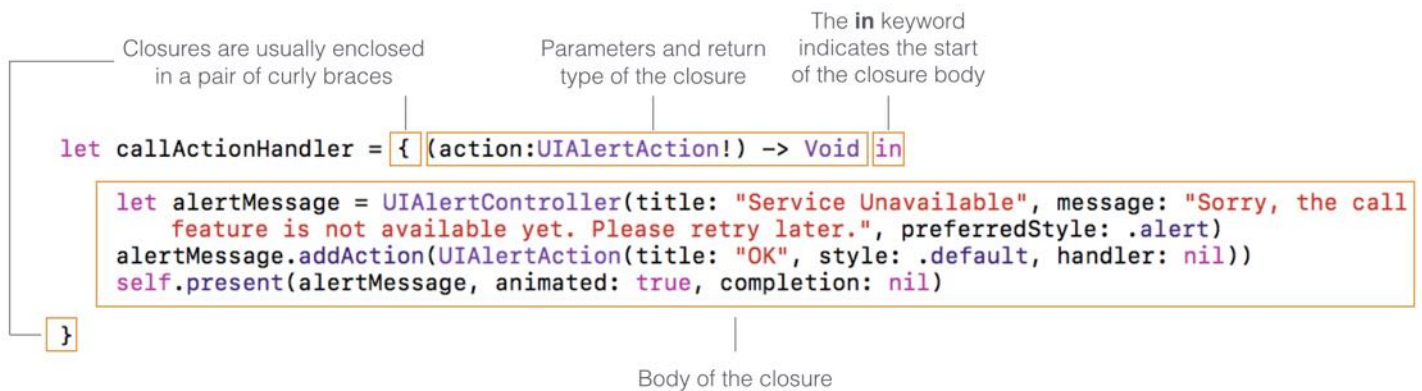 Closures are usually enclosed
in a pair of curly braces
Parameters and return
type of the closure
The in keyword
indicates the start
of the closure body
let callActionHandler = { (action:UIAlertAction!) -> Void in
let alertMessage = UIAlertController(title: "Service Unavailable", message: "Sorry, the call
feature is not available yet. Please retry later.", preferredStyle: .alert)
alertMessage.addAction(UIAlertAction(title: "OK", style: .default, handler: nil))
self.present(alertMessage, animated: true, completion: nil)
}
Body of the closure